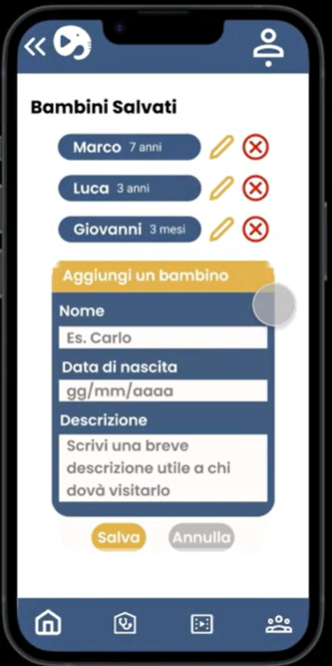 Bambini Salvati
Marco 7 anni
Luca 3 anni
Giovanni 3 mesi
Aggiungi un bambino
Nome
Es. Carlo
Data di nascita
gg/mm/aaaa
Descrizione
Scrivi una breve
descrizione utile a chi
dovà visitarlo
Salva Annulla